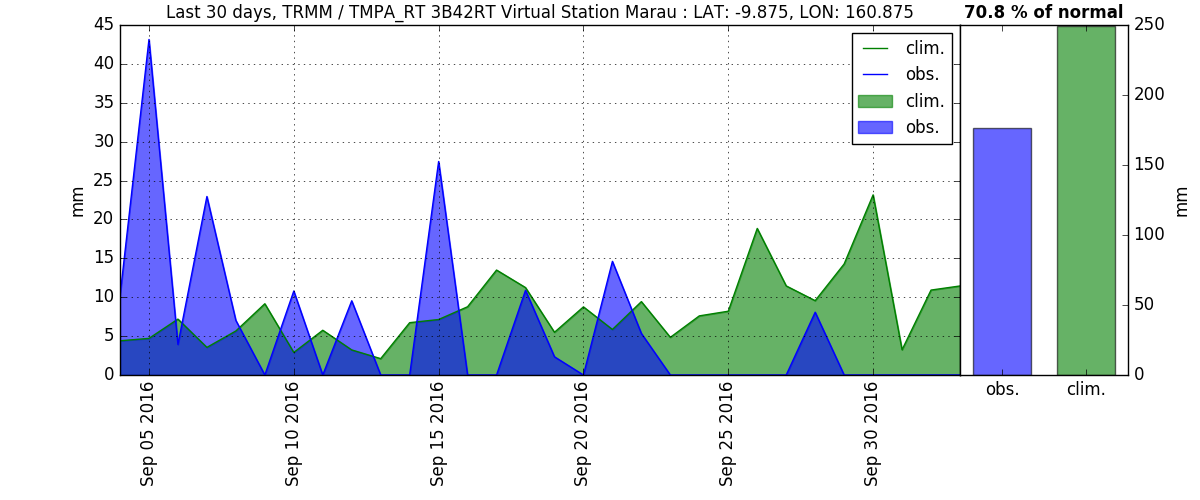 Last 30 days, TRMM / TMPA_RT 3B42RT Virtual Station Marau : LAT: -9.875, LON: 160.875
70.8 % of normal
45
40
35
30
25
20
15
10
5
0
mm
clim.
obs.
clim.
obs.
250
200
150
100
50
0
mm
Sep 05 2016
Sep 10 2016
Sep 15 2016
Sep 20 2016
Sep 25 2016
Sep 30 2016
obs.
clim.